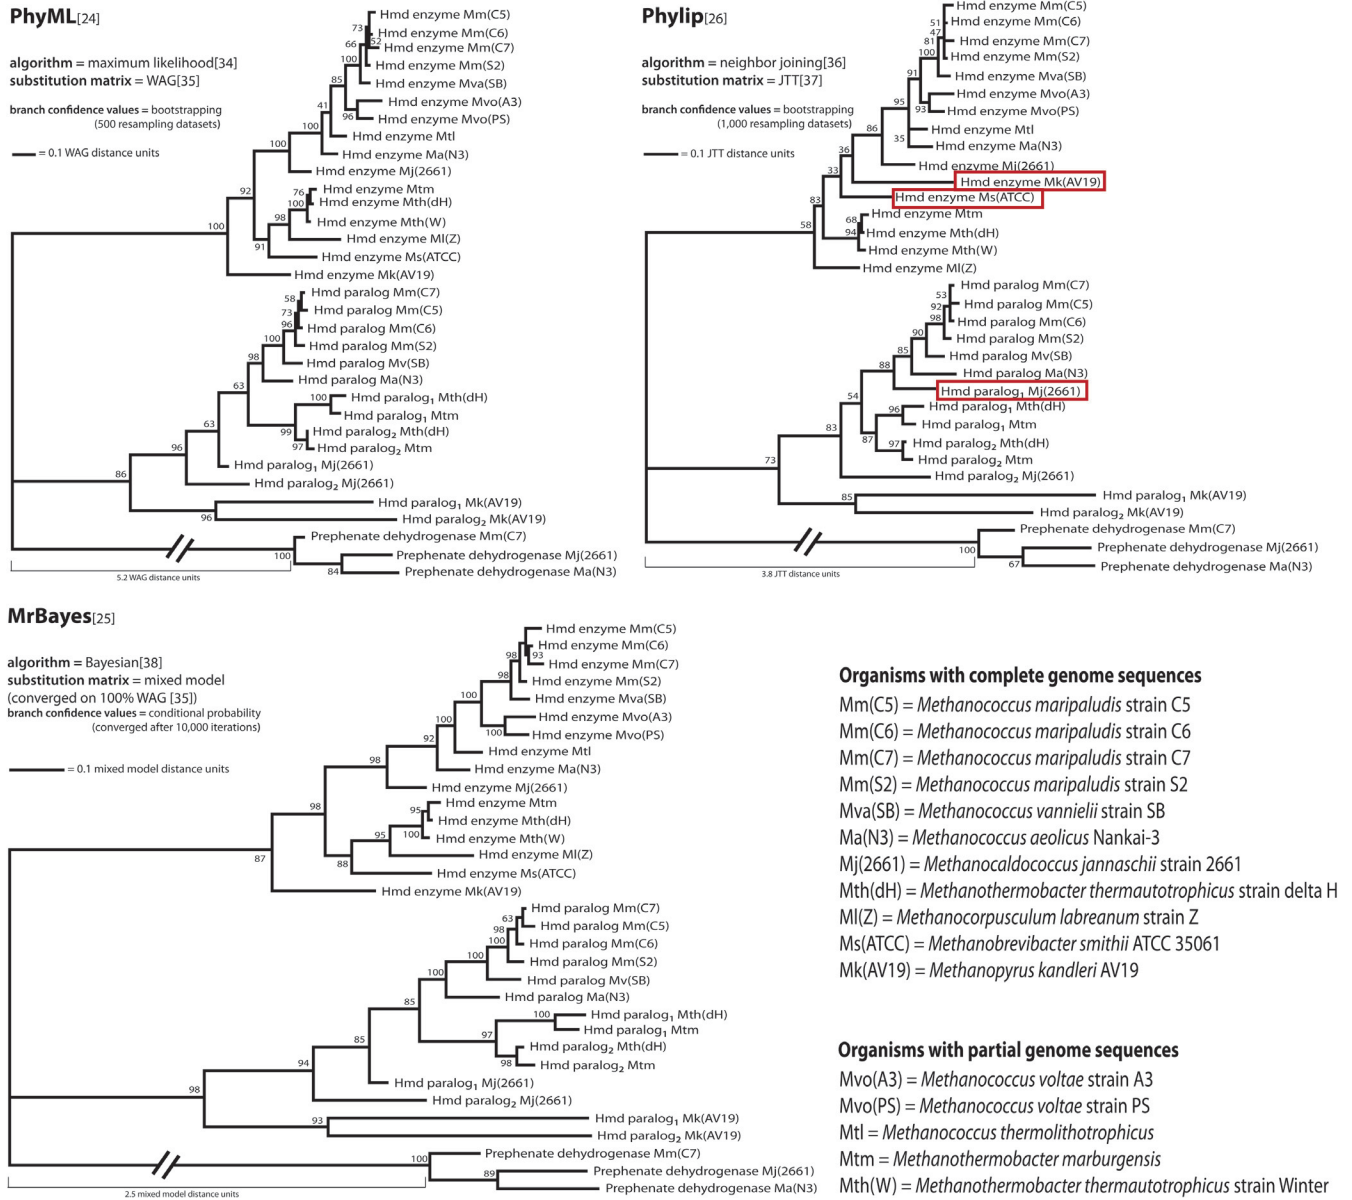 PhyML[24]
algorithm = maximum likelihood[34]
substitution matrix = WAG[35]
branch confidence values = bootstrapping
(500 resampling datasets)
= 0.1 WAG distance units
Hmd enzyme Mm(C5)
73
Hmd enzyme Mm(C6)
52
66
Hmd enzyme Mm(C7)
100
Hmd enzyme Mm(S2)
85
Hmd enzyme Mva(SB)
41
Hmd enzyme Mvo(A3)
96
Hmd enzyme Mvo(PS)
100
Hmd enzyme Mtl
100
Hmd enzyme Ma(N3)
Hmd enzyme Mj(2661)
92
76
Hmd enzyme Mtm
100
Hmd enzyme Mth(dH)
98
Hmd enzyme Mth(W)
100
91
Hmd enzyme Ml(Z)
Hmd enzyme Ms(ATCC)
Hmd enzyme Mk(AV19)
Hmd paralog Mm(C7)
58
Hmd paralog Mm(C5)
73
96
Hmd paralog Mm(C6)
100
Hmd paralog Mm(S2)
98
Hmd paralog Mv(SB)
63
Hmd paralog Ma(N3)
100
Hmd paralog₁ Mth(dH)
Hmd paralog₁ Mtm
63
99
Hmd paralog₂ Mth(dH)
97
Hmd paralog₂ Mtm
96
Hmd paralog₁ Mj(2661)
86
Hmd paralog₂ Mj(2661)
Hmd paralog₁ Mk(AV19)
96
Hmd paralog₂ Mk(AV19)
Prephenate dehydrogenase Mm(C7)
100
Prephenate dehydrogenase Mj(2661)
84
Prephenate dehydrogenase Ma(N3)
5.2 WAG distance units
Phylip[26]
algorithm = neighbor joining[36]
substitution matrix = JTT[37]
branch confidence values = bootstrapping
(1,000 resampling datasets)
= 0.1 JTT distance units
Hmd enzyme Mm(C5)
51
Hmd enzyme Mm(C6)
47
81
Hmd enzyme Mm(C7)
100
Hmd enzyme Mm(S2)
91
Hmd enzyme Mva(SB)
95
Hmd enzyme Mvo(A3)
93
Hmd enzyme Mvo(PS)
86
Hmd enzyme Mtl
35
Hmd enzyme Ma(N3)
36
Hmd enzyme Mj(2661)
33
Hmd enzyme Mk(AV19)
83
Hmd enzyme Ms(ATCC)
68
Hmd enzyme Mtm
58
94
Hmd enzyme Mth(dH)
Hmd enzyme Mth(W)
Hmd enzyme Ml(Z)
Hmd paralog Mm(C7)
53
Hmd paralog Mm(C5)
92
98
Hmd paralog Mm(C6)
90
Hmd paralog Mm(S2)
85
Hmd paralog Mv(SB)
88
Hmd paralog Ma(N3)
Hmd paralog₁ Mj(2661)
54
96
Hmd paralog₁ Mth(dH)
Hmd paralog₁ Mtm
83
87
97
Hmd paralog₂ Mth(dH)
Hmd paralog₂ Mtm
73
Hmd paralog₂ Mj(2661)
85
Hmd paralog₁ Mk(AV19)
Hmd paralog₂ Mk(AV19)
Prephenate dehydrogenase Mm(C7)
100
Prephenate dehydrogenase Mj(2661)
67
Prephenate dehydrogenase Ma(N3)
3.8 JTT distance units
MrBayes[25]
algorithm = Bayesian[38]
substitution matrix = mixed model
(converged on 100% WAG [35])
branch confidence values = conditional probability
(converged after 10,000 iterations)
= 0.1 mixed model distance units
Hmd enzyme Mm(C5)
Hmd enzyme Mm(C6)
98
93
Hmd enzyme Mm(C7)
98
Hmd enzyme Mm(S2)
100
Hmd enzyme Mva(SB)
100
Hmd enzyme Mvo(A3)
100
Hmd enzyme Mvo(PS)
92
Hmd enzyme Mtl
98
Hmd enzyme Ma(N3)
Hmd enzyme Mj(2661)
98
95
Hmd enzyme Mtm
Hmd enzyme Mth(dH)
95
100
Hmd enzyme Mth(W)
87
88
Hmd enzyme Ml(Z)
Hmd enzyme Ms(ATCC)
Hmd enzyme Mk(AV19)
Hmd paralog Mm(C7)
63
Hmd paralog Mm(C5)
98
100
Hmd paralog Mm(C6)
100
Hmd paralog Mm(S2)
100
Hmd paralog Mv(SB)
85
Hmd paralog Ma(N3)
100
Hmd paralog₁ Mth(dH)
Hmd paralog₁ Mtm
85
97
Hmd paralog₂ Mth(dH)
98
Hmd paralog₂ Mtm
94
Hmd paralog₁ Mj(2661)
98
Hmd paralog₂ Mj(2661)
93
Hmd paralog₁ Mk(AV19)
Hmd paralog₂ Mk(AV19)
100
Prephenate dehydrogenase Mm(C7)
89
Prephenate dehydrogenase Mj(2661)
Prephenate dehydrogenase Ma(N3)
2.5 mixed model distance units
Organisms with complete genome sequences
Mm(C5) = Methanococcus maripaludis strain C5
Mm(C6) = Methanococcus maripaludis strain C6
Mm(C7) = Methanococcus maripaludis strain C7
Mm(S2) = Methanococcus maripaludis strain S2
Mva(SB) = Methanococcus vannielii strain SB
Ma(N3) = Methanococcus aeolicus Nankai-3
Mj(2661) = Methanocaldococcus jannaschii strain 2661
Mth(dH) = Methanothermobacter thermautotrophicus strain delta H
Ml(Z) = Methanocorpusculum labreanum strain Z
Ms(ATCC) = Methanobrevibacter smithii ATCC 35061
Mk(AV19) = Methanopyrus kandleri AV19
Organisms with partial genome sequences
Mvo(A3) = Methanococcus voltae strain A3
Mvo(PS) = Methanococcus voltae strain PS
Mtl = Methanococcus thermolithotrophicus
Mtm = Methanothermobacter marburgensis
Mth(W) = Methanothermobacter thermautotrophicus strain Winter